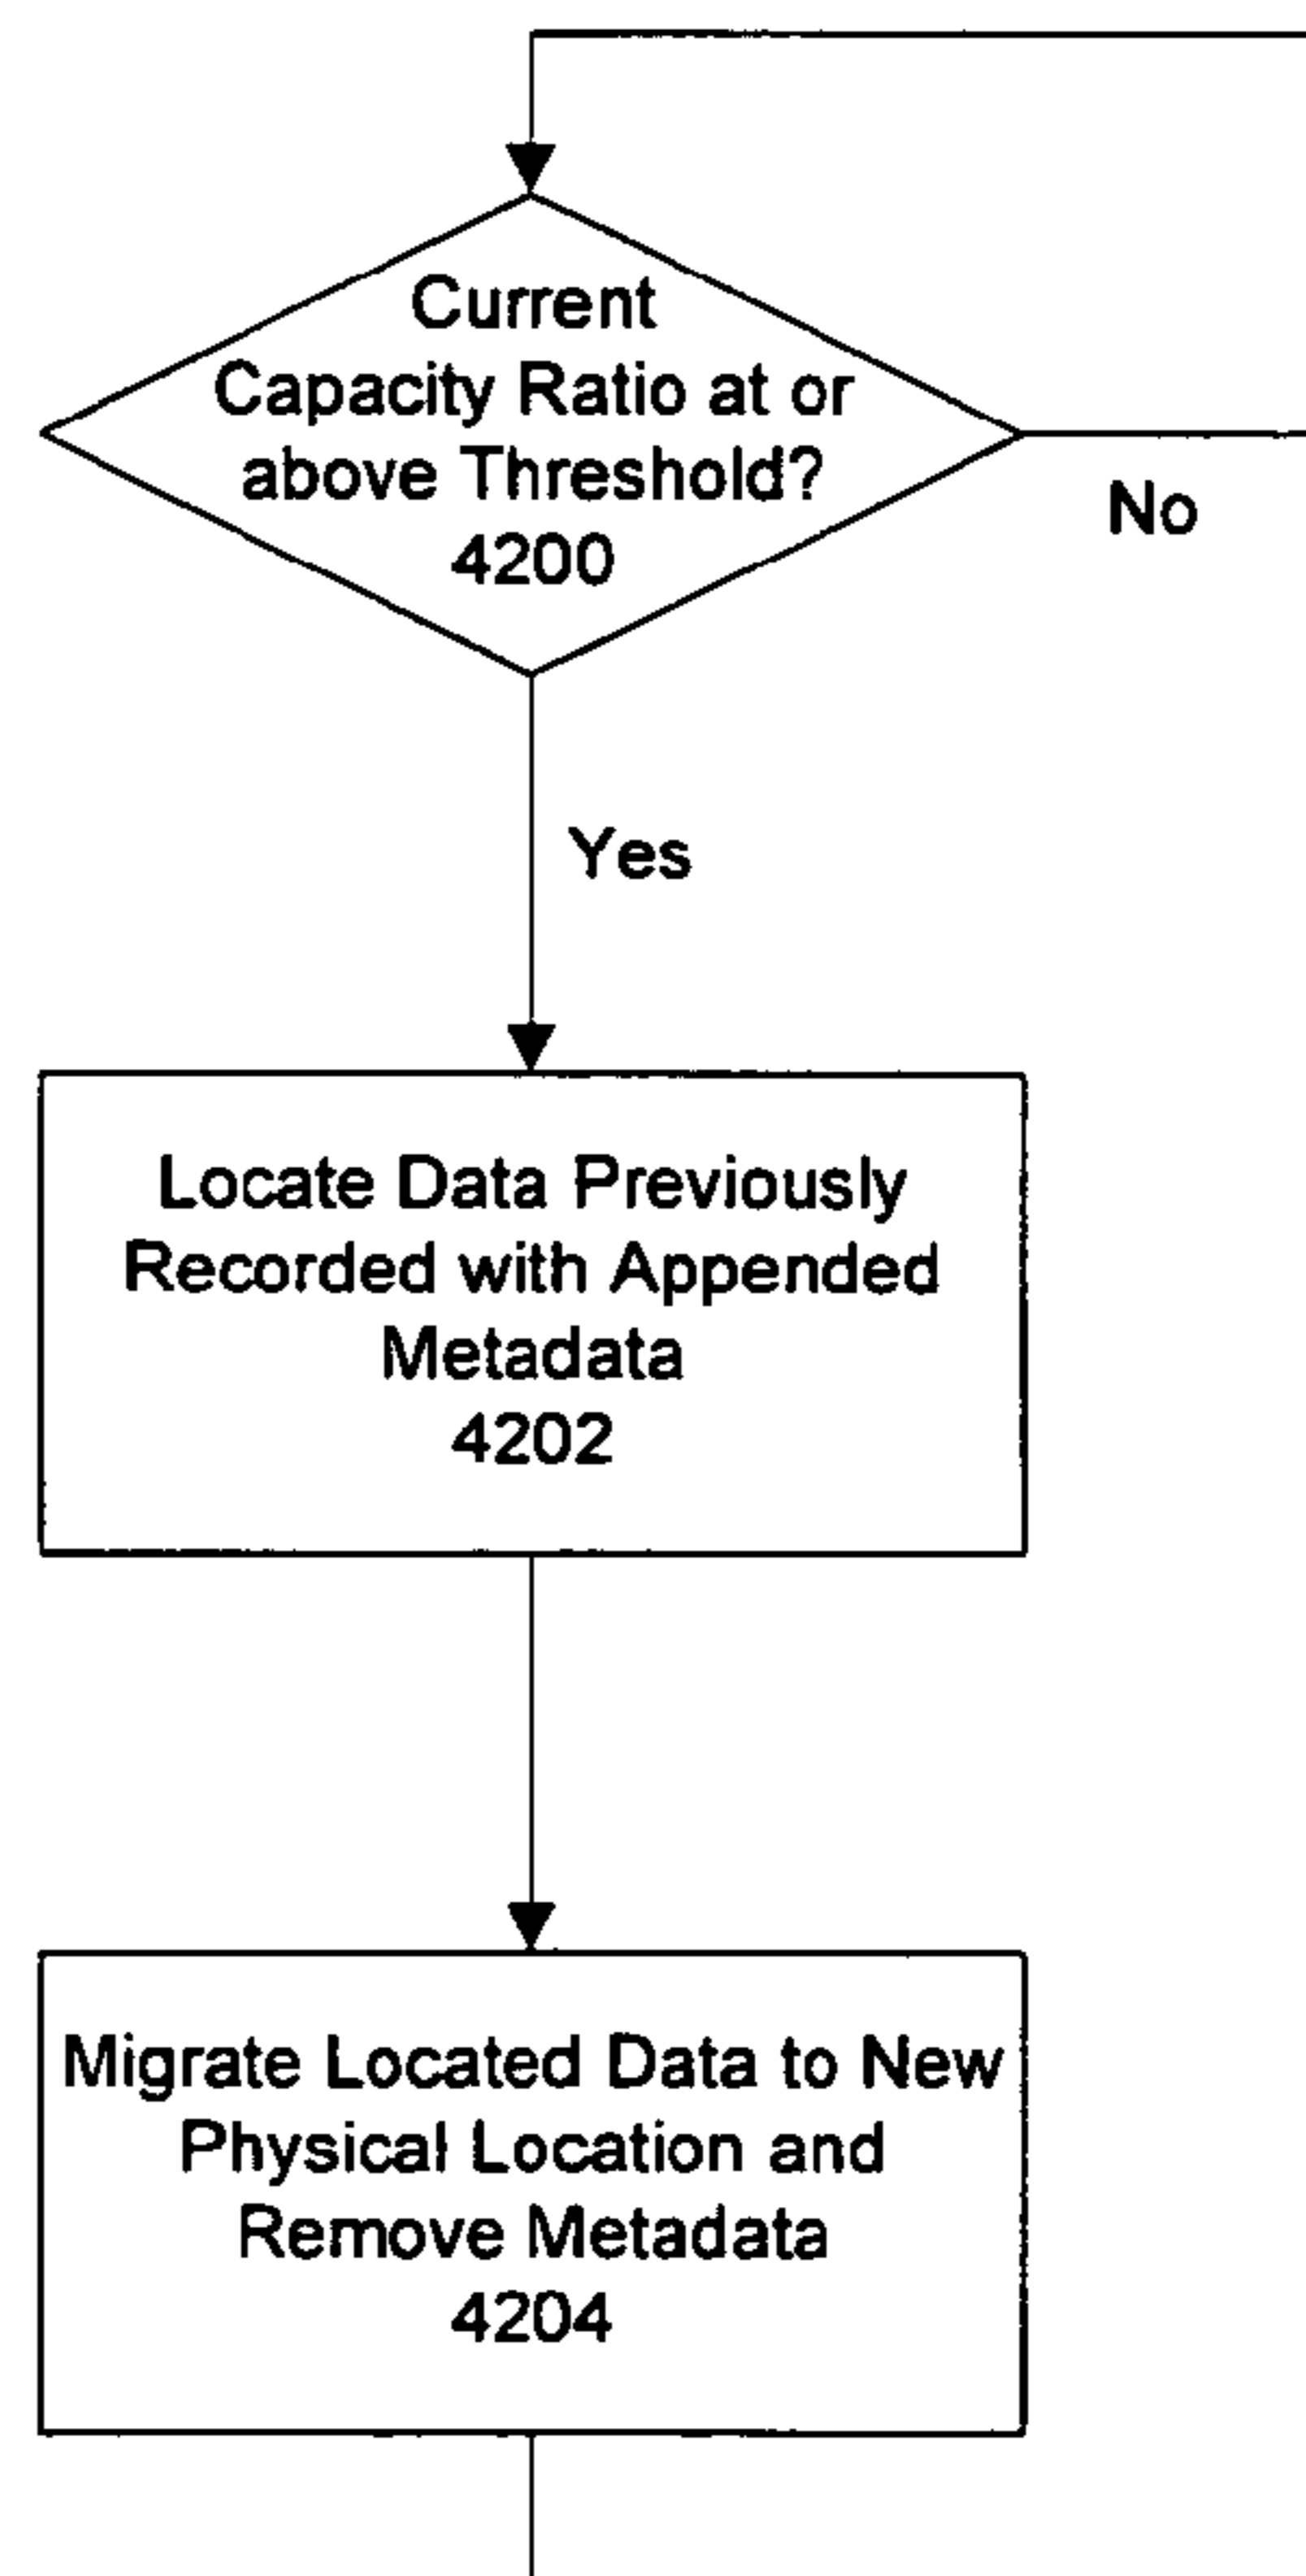 Current
Capacity Ratio at or
above Threshold?
4200
No
Yes
Locate Data Previously
Recorded with Appended
Metadata
4202
Migrate Located Data to New
Physical Location and
Remove Metadata
4204